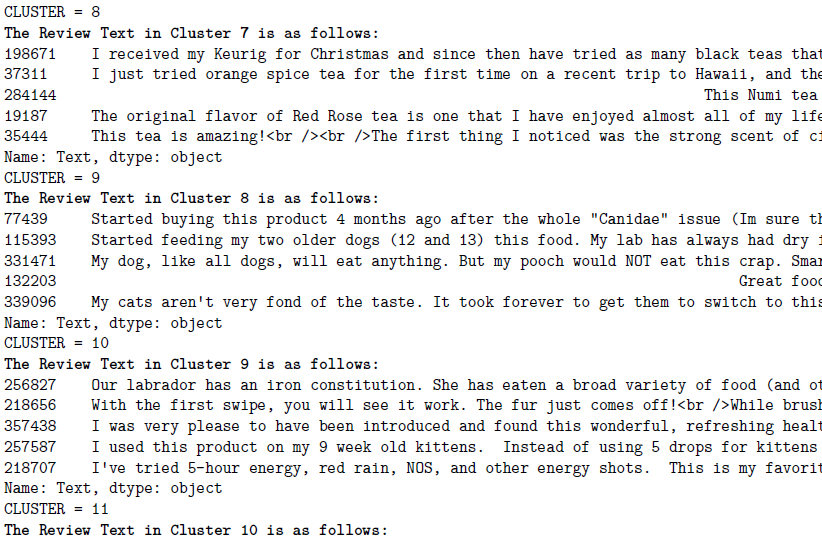 CLUSTER = 8
The Review Text in Cluster 7 is as follows:
198671 I received my Keurig for Christmas and since then have tried as many black teas that
37311 I just tried orange spice tea for the first time on a recent trip to Hawaii, and the
284144 This Numi tea
19187 The original flavor of Red Rose tea is one that I have enjoyed almost all of my life
35444 This tea is amazing!<br /><br />The first thing I noticed was the strong scent of ci
Name: Text, dtype: object
CLUSTER = 9
The Review Text in Cluster 8 is as follows:
77439 Started buying this product 4 months ago after the whole "Canidae" issue (Im sure th
115393 Started feeding my two older dogs (12 and 13) this food. My lab has always had dry i
331471 My dog, like all dogs, will eat anything. But my pooch would NOT eat this crap. Smar
132203 Great food
339096 My cats aren't very fond of the taste. It took forever to get them to switch to this
Name: Text, dtype: object
CLUSTER = 10
The Review Text in Cluster 9 is as follows:
256827 Our labrador has an iron constitution. She has eaten a broad variety of food (and ot
218656 With the first swipe, you will see it work. The fur just comes off!<br />While brush
357438 I was very please to have been introduced and found this wonderful, refreshing healt
257587 I used this product on my 9 week old kittens. Instead of using 5 drops for kittens
218707 I've tried 5-hour energy, red rain, NOS, and other energy shots. This is my favorit
Name: Text, dtype: object
CLUSTER = 11
The Review Text in Cluster 10 is as follows: